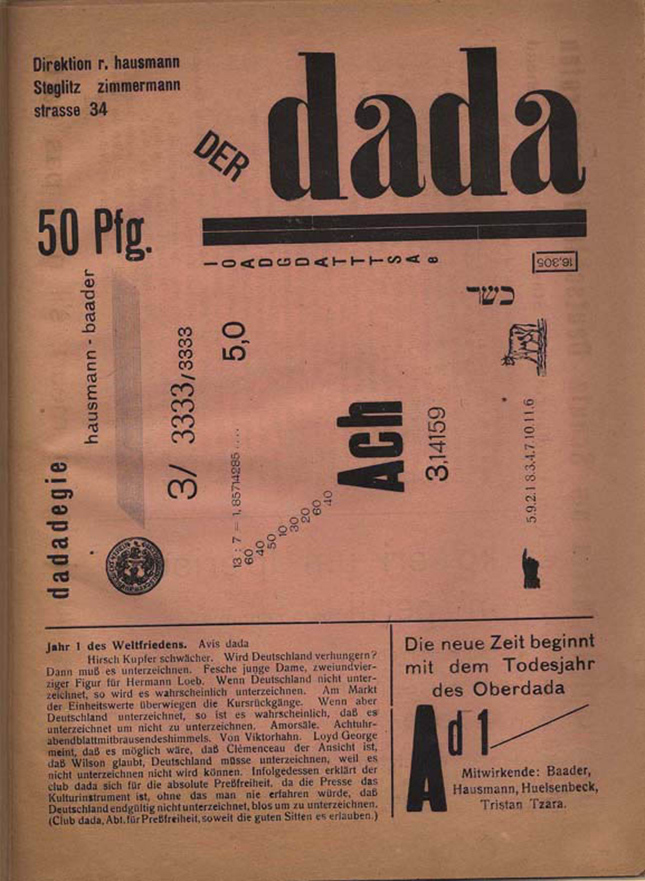 Direktion r. hausmann
Steglitz zimmermann
strasse 34
DER
dada
50 Pfg.
IOADGDATTTSAe
18,305
כשר
hausmann - baader
dadadegie
3/ 3333/3333
5,0
13 : 7 = 1,85714285 . . . .
60
40
50
10
30
20
60
.40
Ach
3,14159
5.9.2.1 8.3.4.7.10.11.6
Jahr 1 des Weltfriedens. Avis dada
Hirsch Kupfer schwächer. Wird Deutschland verhungern?
Dann muß es unterzeichnen. Fesche junge Dame, zweiundvier-
ziger Figur für Hermann Loeb. Wenn Deutschland nicht unter-
zeichnet, so wird es wahrscheinlich unterzeichnen. Am Markt
der Einheitswerte überwiegen die Kursrückgänge. Wenn aber
Deutschland unterzeichnet, so ist es wahrscheinlich, daß es
unterzeichnet um nicht zu unterzeichnen. Amorsäle. Achtuhr-
abendblattmitbrausendeshimmels. Von Viktorhahn. Loyd George
meint, daß es möglich wäre, daß Clémenceau der Ansicht ist,
daß Wilson glaubt, Deutschland müsse unterzeichnen, weil es
nicht unterzeichnen nicht wird können. Infolgedessen erklärt der
club dada sich für die absolute Preßfreiheit, da die Presse das
Kulturinstrument ist, ohne das man nie erfahren würde, daß
Deutschland endgiltig nicht unterzeichnet, blos um zu unterzeichnen.
(Club dada, Abt. für Preßfreiheit, soweit die guten Sitten es erlauben.)
Die neue Zeit beginnt
mit dem Todesjahr
des Oberdada
Ad 1
Mitwirkende: Baader,
Hausmann, Huelsenbeck,
Tristan Tzara.